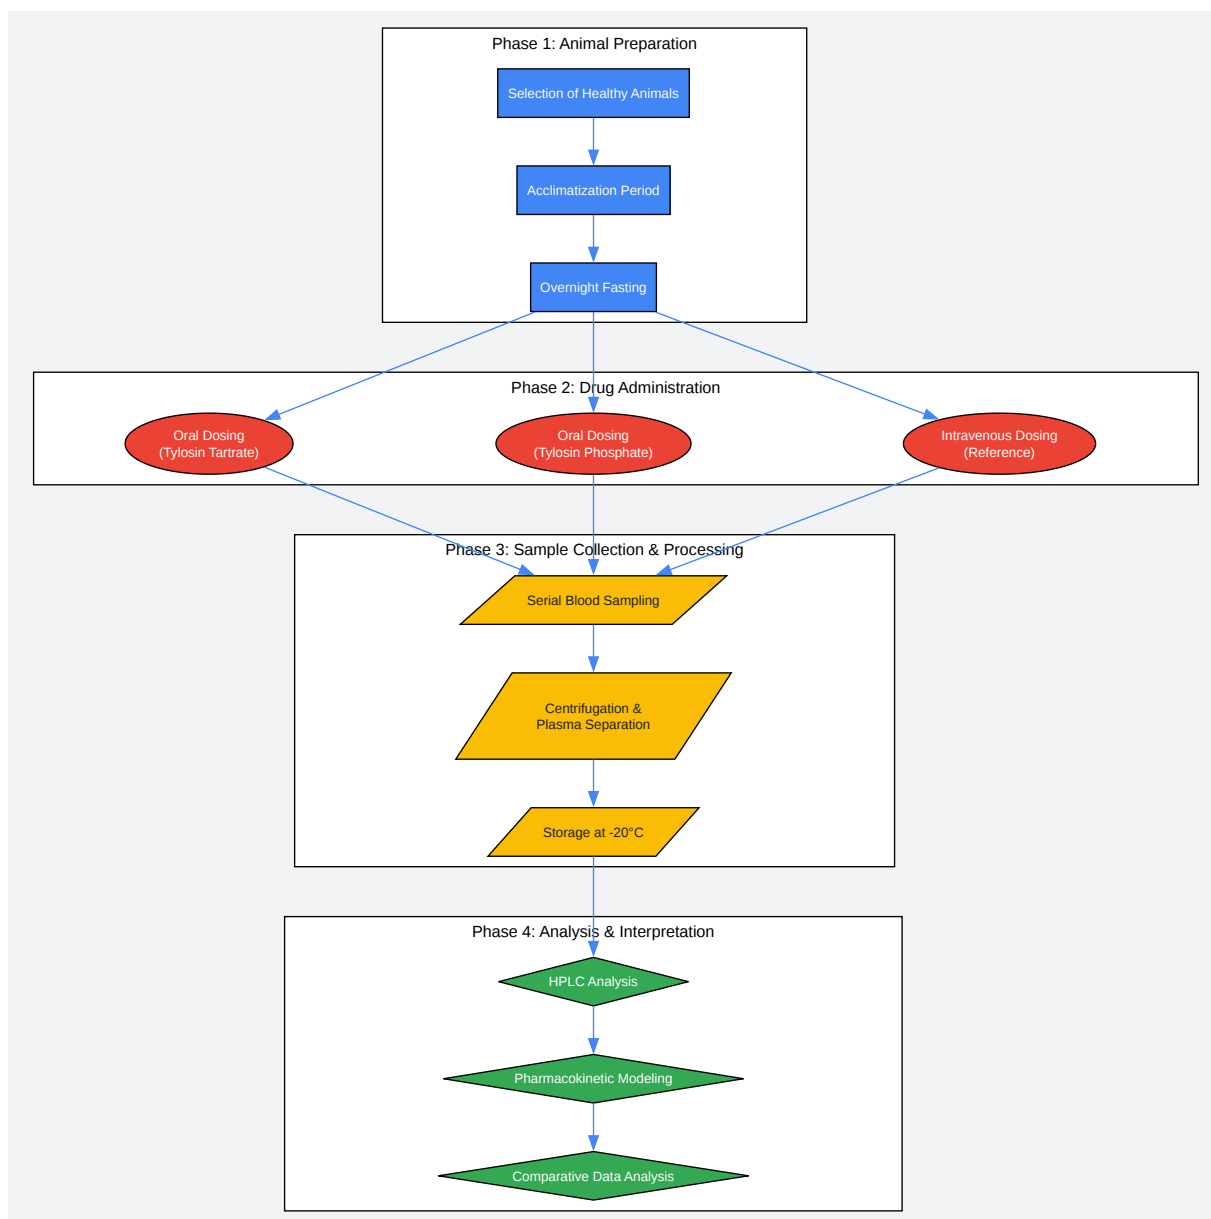 Phase 1: Animal Preparation
Selection of Healthy Animals
Acclimatization Period
Overnight Fasting
Phase 2: Drug Administration
Oral Dosing
(Tylosin Tartrate)
Oral Dosing
(Tylosin Phosphate)
Intravenous Dosing
(Reference)
Phase 3: Sample Collection & Processing
Serial Blood Sampling
Centrifugation &
Plasma Separation
Storage at -20°C
Phase 4: Analysis & Interpretation
HPLC Analysis
Pharmacokinetic Modeling
Comparative Data Analysis